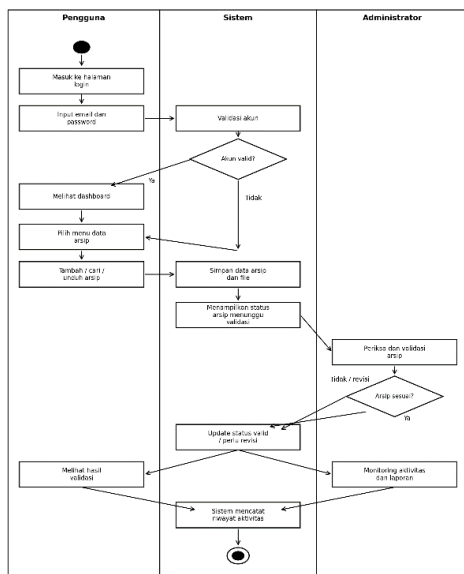 Pengguna
Sistem
Administrator
Masuk ke halaman
login
Input email dan
password
Validasi akun
Akun valid?
Ya
Tidak
Melihat dashboard
Pilih menu data
arsip
Tambah / cari /
unduh arsip
Simpan data arsip
dan file
Menampilkan status
arsip menunggu
validasi
Periksa dan validasi
arsip
Tidak / revisi
Arsip sesuai?
Ya
Update status valid
/ perlu revisi
Melihat hasil
validasi
Monitoring aktivitas
dan laporan
Sistem mencatat
riwayat aktivitas